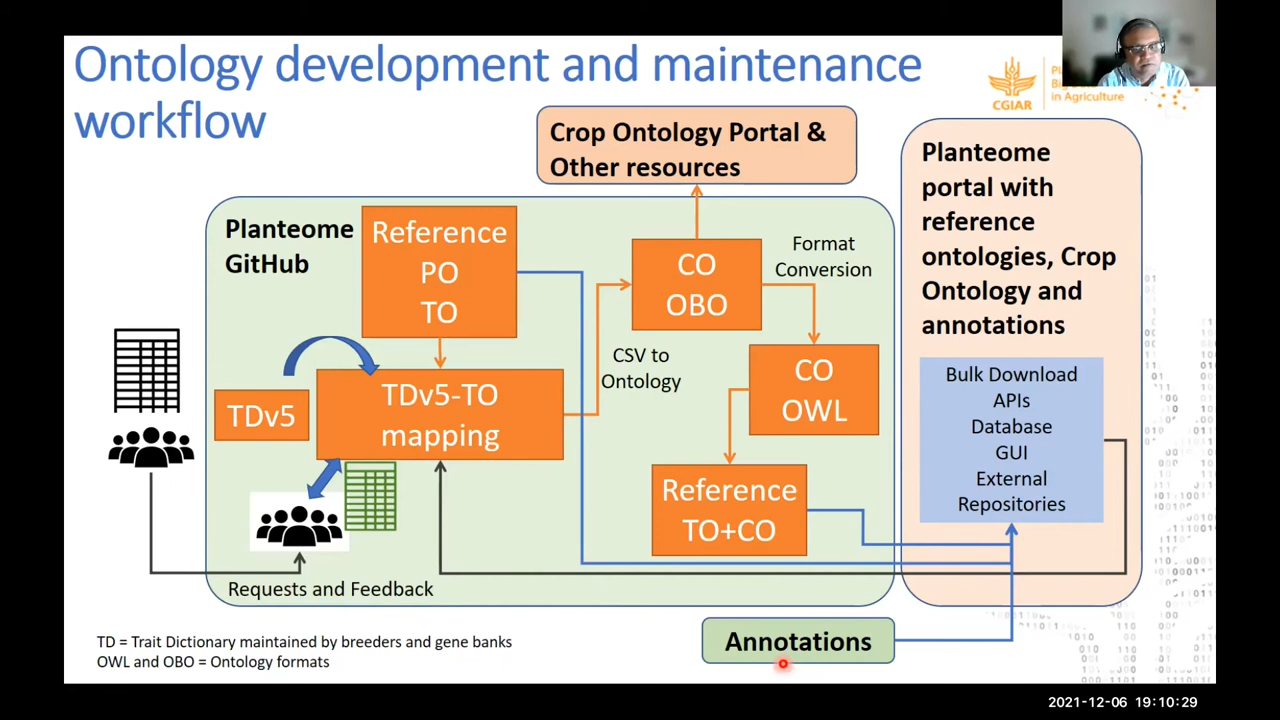 Ontology development and maintenance
workflow
CGIAR
in Agriculture
Crop Ontology Portal &
Other resources
Planteome
portal with
reference
ontologies, Crop
Ontology and
annotations
Planteome
GitHub
Reference
PO
TO
CO
OBO
Format
Conversion
CSV to
Ontology
CO
OWL
TDv5
TDv5-TO
mapping
Reference
TO+CO
Bulk Download
APIs
Database
GUI
External
Repositories
Requests and Feedback
Annotations
TD = Trait Dictionary maintained by breeders and gene banks
OWL and OBO = Ontology formats
2021-12-06 19:10:29